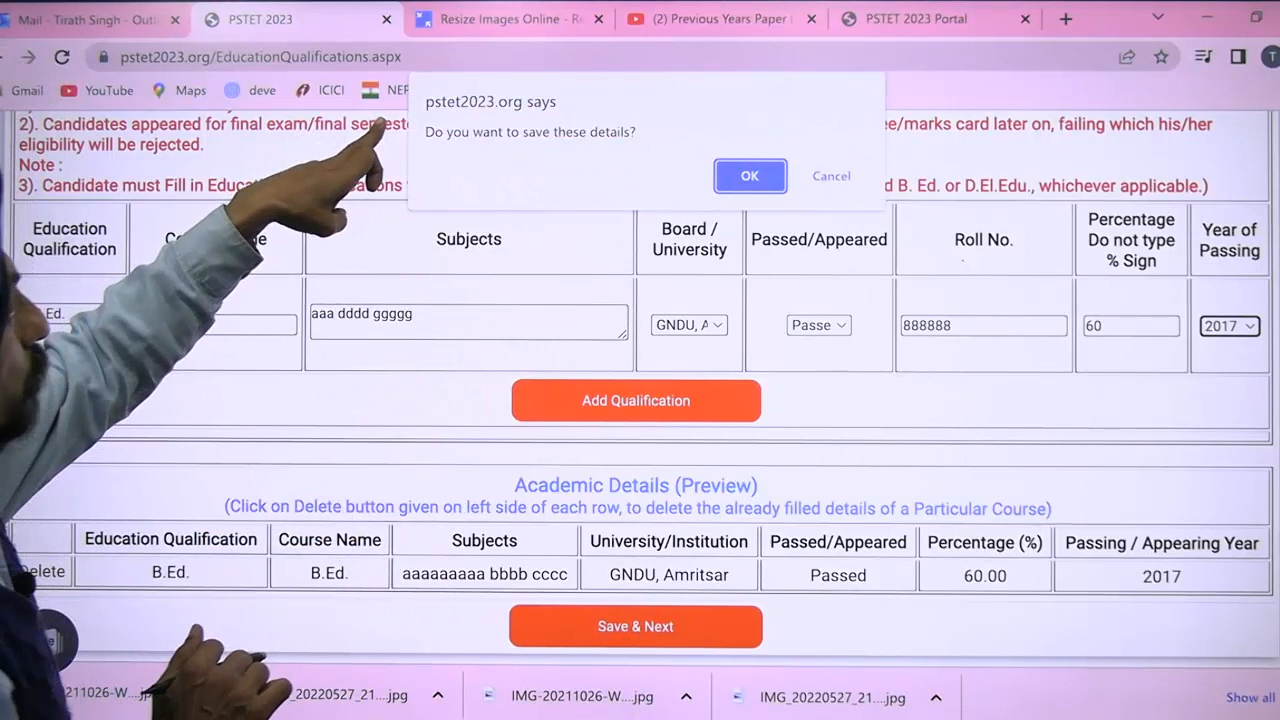 Mail - Tirath Singh - Outl
PSTET 2023
Resize Images Online - Re
(2) Previous Years Paper
PSTET 2023 Portal
pstet2023.org/EducationQualifications.aspx
T
Gmail
YouTube
Maps
deve
ICICI
pstet2023.org says
Do you want to save these details?
OK
Cancel
2). Candidates appeared for final exam/final e/marks card later on, failing which his/her
eligibility will be rejected.
Note :
3). Candidate must Fill in B. Ed. or D.El.Edu., whichever applicable.)
Education
Qualification
Subjects
Board /
University
Passed/Appeared
Roll No.
Percentage
Do not type
% Sign
Year of
Passing
Ed.
aaa dddd ggggg
GNDU, A
Passe
888888
60
2017
Add Qualification
Academic Details (Preview)
(Click on Delete button given on left side of each row, to delete the already filled details of a Particular Course)
Education Qualification
Course Name
Subjects
University/Institution
Passed/Appeared
Percentage (%)
Passing / Appearing Year
elete
B.Ed.
B.Ed.
aaaaaaaaa bbbb cccc
GNDU, Amritsar
Passed
60.00
2017
Save & Next
211026-W....jp
_20220527_21....jpg
IMG-20211026-W....jpg
IMG_20220527_21....jpg
Show all